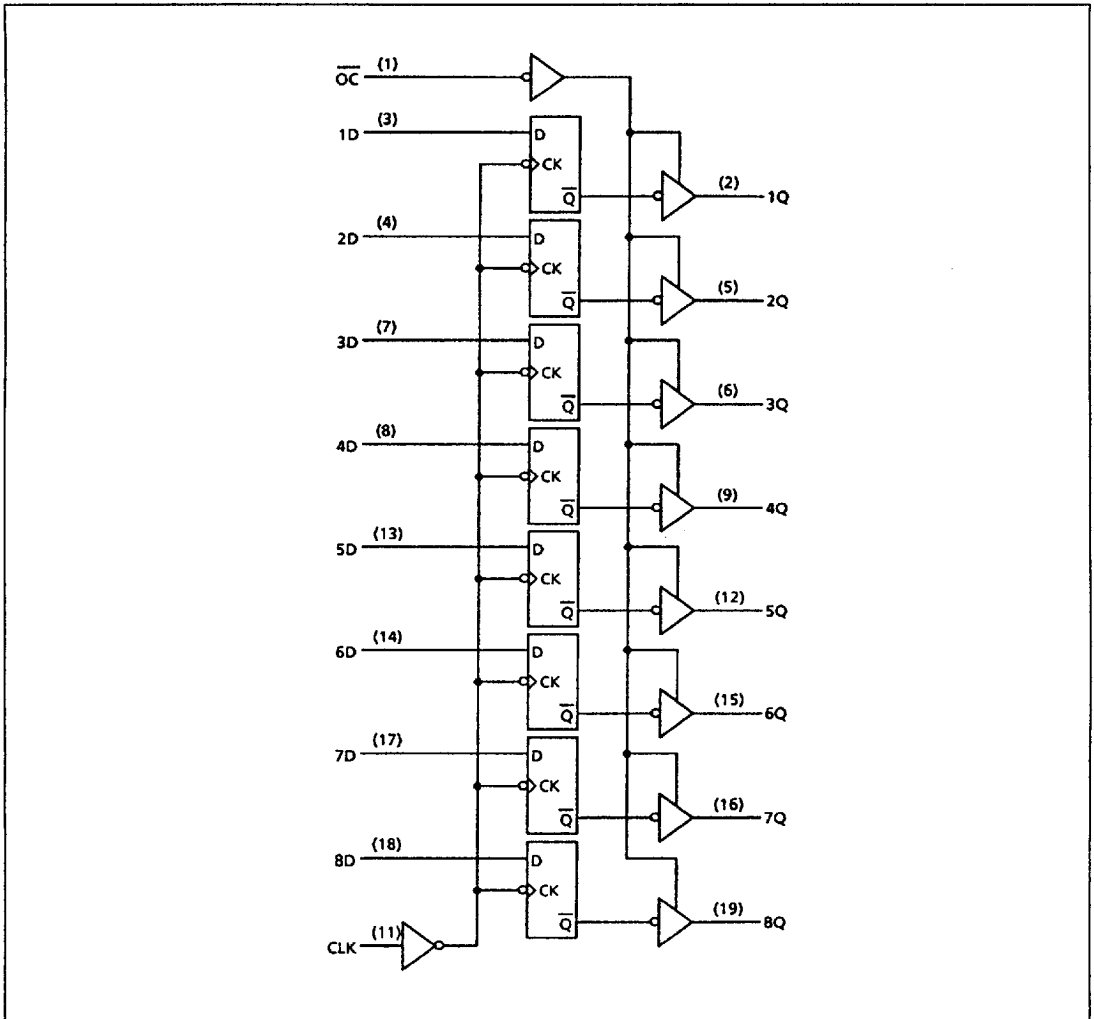 O̅C̅ (1)
1D (3) D
CK
Q̅ (2) 1Q
2D (4) D
CK
Q̅ (5) 2Q
3D (7) D
CK
Q̅ (6) 3Q
4D (8) D
CK
Q̅ (9) 4Q
5D (13) D
CK
Q̅ (12) 5Q
6D (14) D
CK
Q̅ (15) 6Q
7D (17) D
CK
Q̅ (16) 7Q
8D (18) D
CK
Q̅ (19) 8Q
CLK (11)